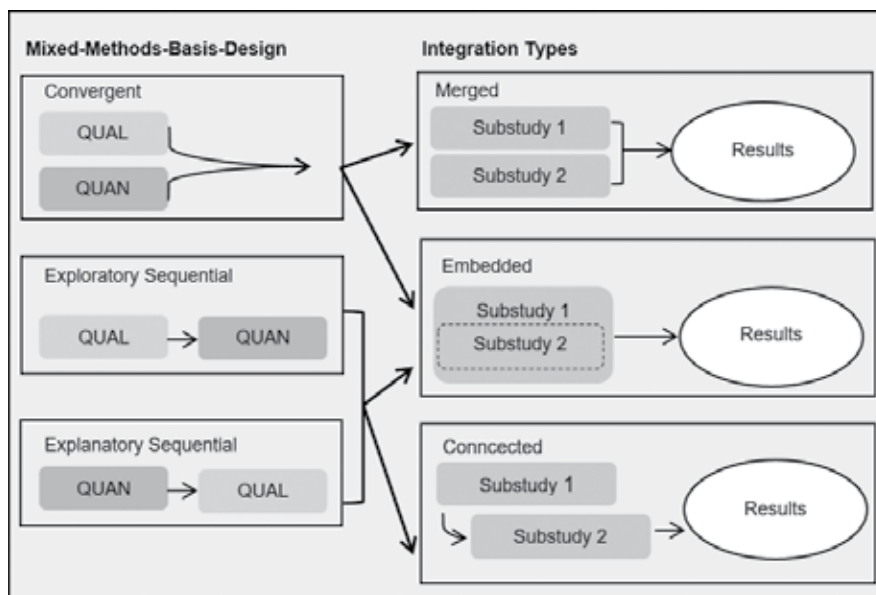 Mixed-Methods-Basis-Design
Convergent
QUAL
QUAN
Exploratory Sequential
QUAL
QUAN
Explanatory Sequential
QUAN
QUAL
Integration Types
Merged
Substudy 1
Substudy 2
Results
Embedded
Substudy 1
Substudy 2
Results
Conncected
Substudy 1
Substudy 2
Results